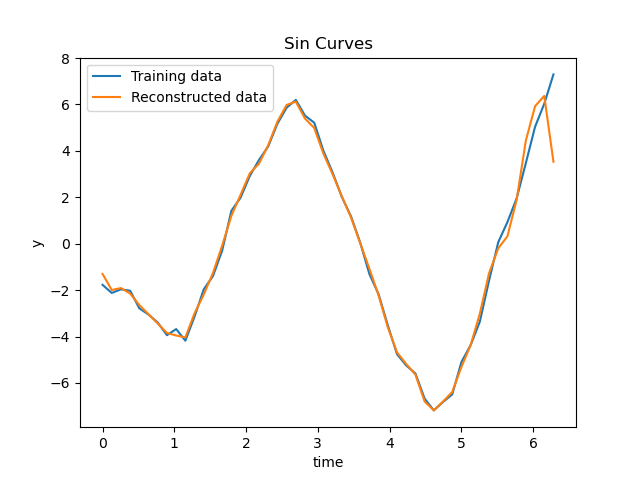 Sin Curves
Training data
Reconstructed data
y
8
6
4
2
0
−2
−4
−6
0 1 2 3 4 5 6
time